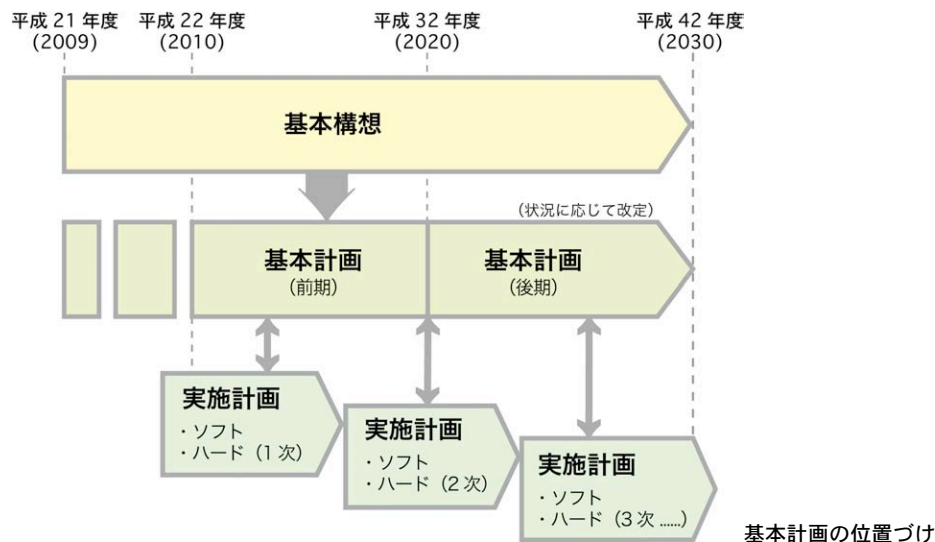 平成 21 年度
(2009)
平成 22 年度
(2010)
平成 32 年度
(2020)
平成 42 年度
(2030)
基本構想
(状況に応じて改定)
基本計画
(前期)
基本計画
(後期)
実施計画
・ソフト
・ハード（1 次）
実施計画
・ソフト
・ハード（2 次）
実施計画
・ソフト
・ハード（3 次 ......）
基本計画の位置づけ